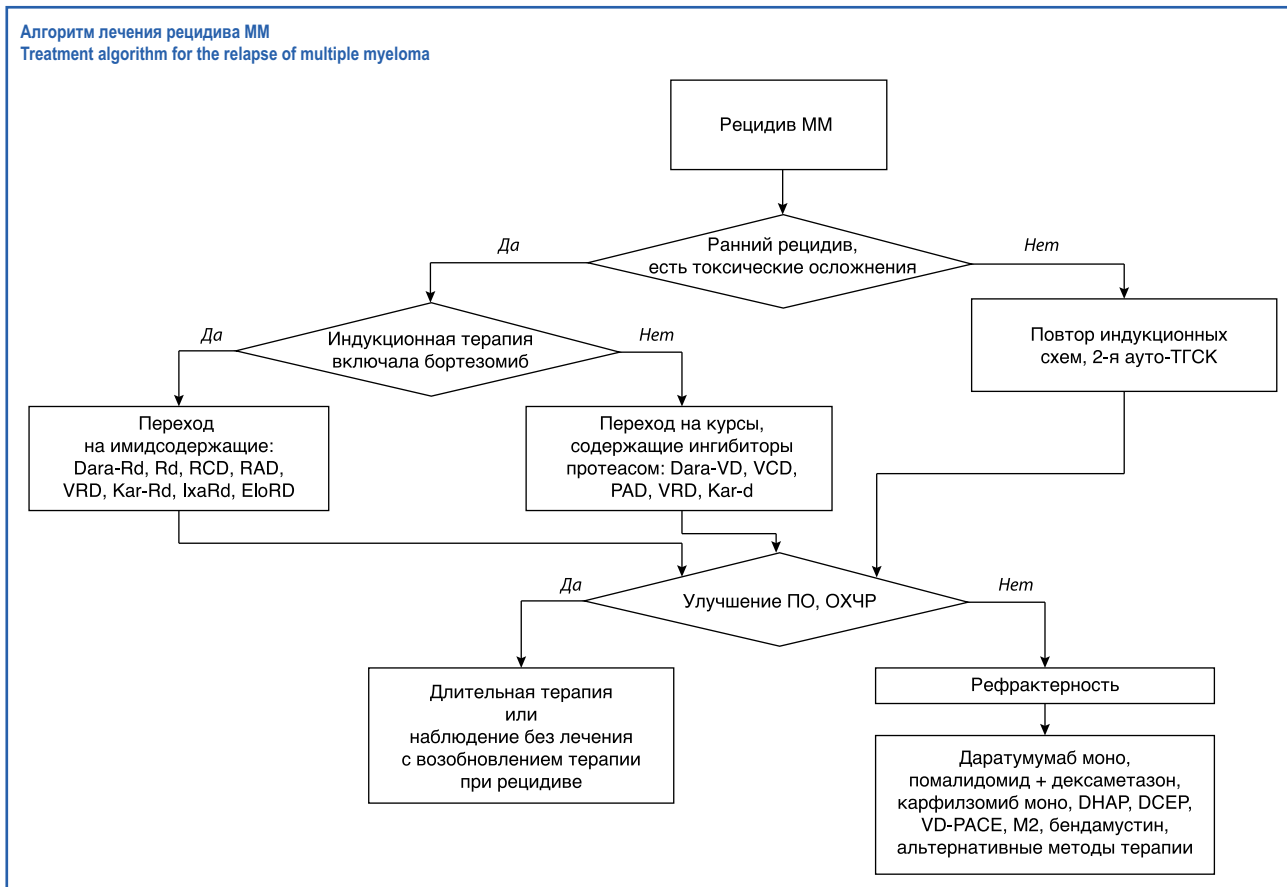 Алгоритм лечения рецидива ММ
Treatment algorithm for the relapse of multiple myeloma
Рецидив ММ
Да
Ранний рецидив,
есть токсические осложнения
Нет
Да
Индукционная терапия
включала бортезомиб
Нет
Повтор индукционных
схем, 2-я ауто-ТГСК
Переход
на имидсодержащие:
Dara-Rd, Rd, RCD, RAD,
VRD, Kar-Rd, IxaRd, EloRD
Переход на курсы,
содержащие ингибиторы
протеасом: Dara-VD, VCD,
PAD, VRD, Kar-d
Да
Улучшение ПО, ОХЧР
Нет
Длительная терапия
или
наблюдение без лечения
с возобновлением терапии
при рецидиве
Рефрактерность
Даратумумаб моно,
помалидомид + дексаметазон,
карфилзомиб моно, DHAP, DCEP,
VD-PACE, M2, бендамустин,
альтернативные методы терапии